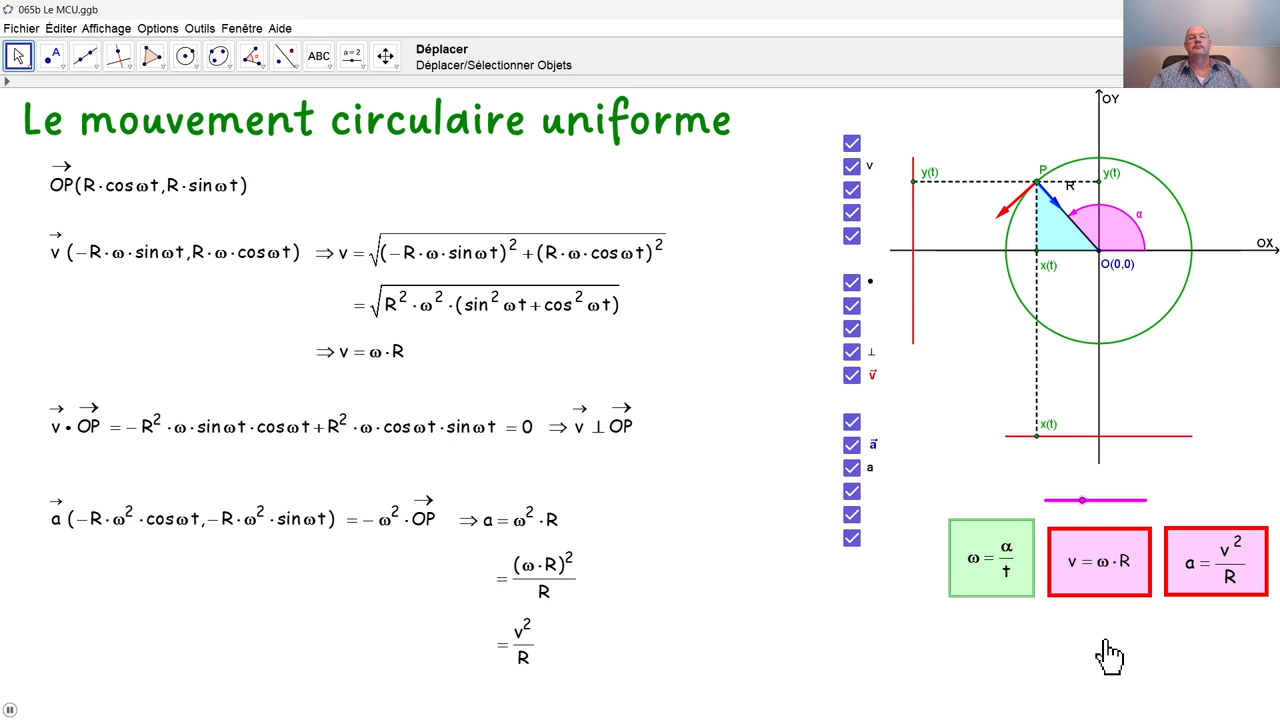 065b Le MCU.ggb
Fichier Éditer Affichage Options Outils Fenêtre Aide
A ABC a=2
Déplacer
Déplacer/Sélectionner Objets
Le mouvement circulaire uniforme
→OP(R·cosωt,R·sinωt)
→v(−R·ω·sinωt,R·ω·cosωt) ⇒v=√((−R·ω·sinωt)²+(R·ω·cosωt)²)
=√(R²·ω²·(sin²ωt+cos²ωt))
⇒v=ω·R
→v•→OP =−R²·ω·sinωt·cosωt+R²·ω·cosωt·sinωt =0 ⇒→v⊥→OP
→a(−R·ω²·cosωt,−R·ω²·sinωt) =−ω²·→OP ⇒a=ω²·R
=(ω·R)²/R
=v²/R
v
•
⊥
→v
→a
a
OY
P
R
y(t)
y(t)
α
OX
x(t)
O(0,0)
x(t)
ω=α/t
v=ω·R
a=v²/R